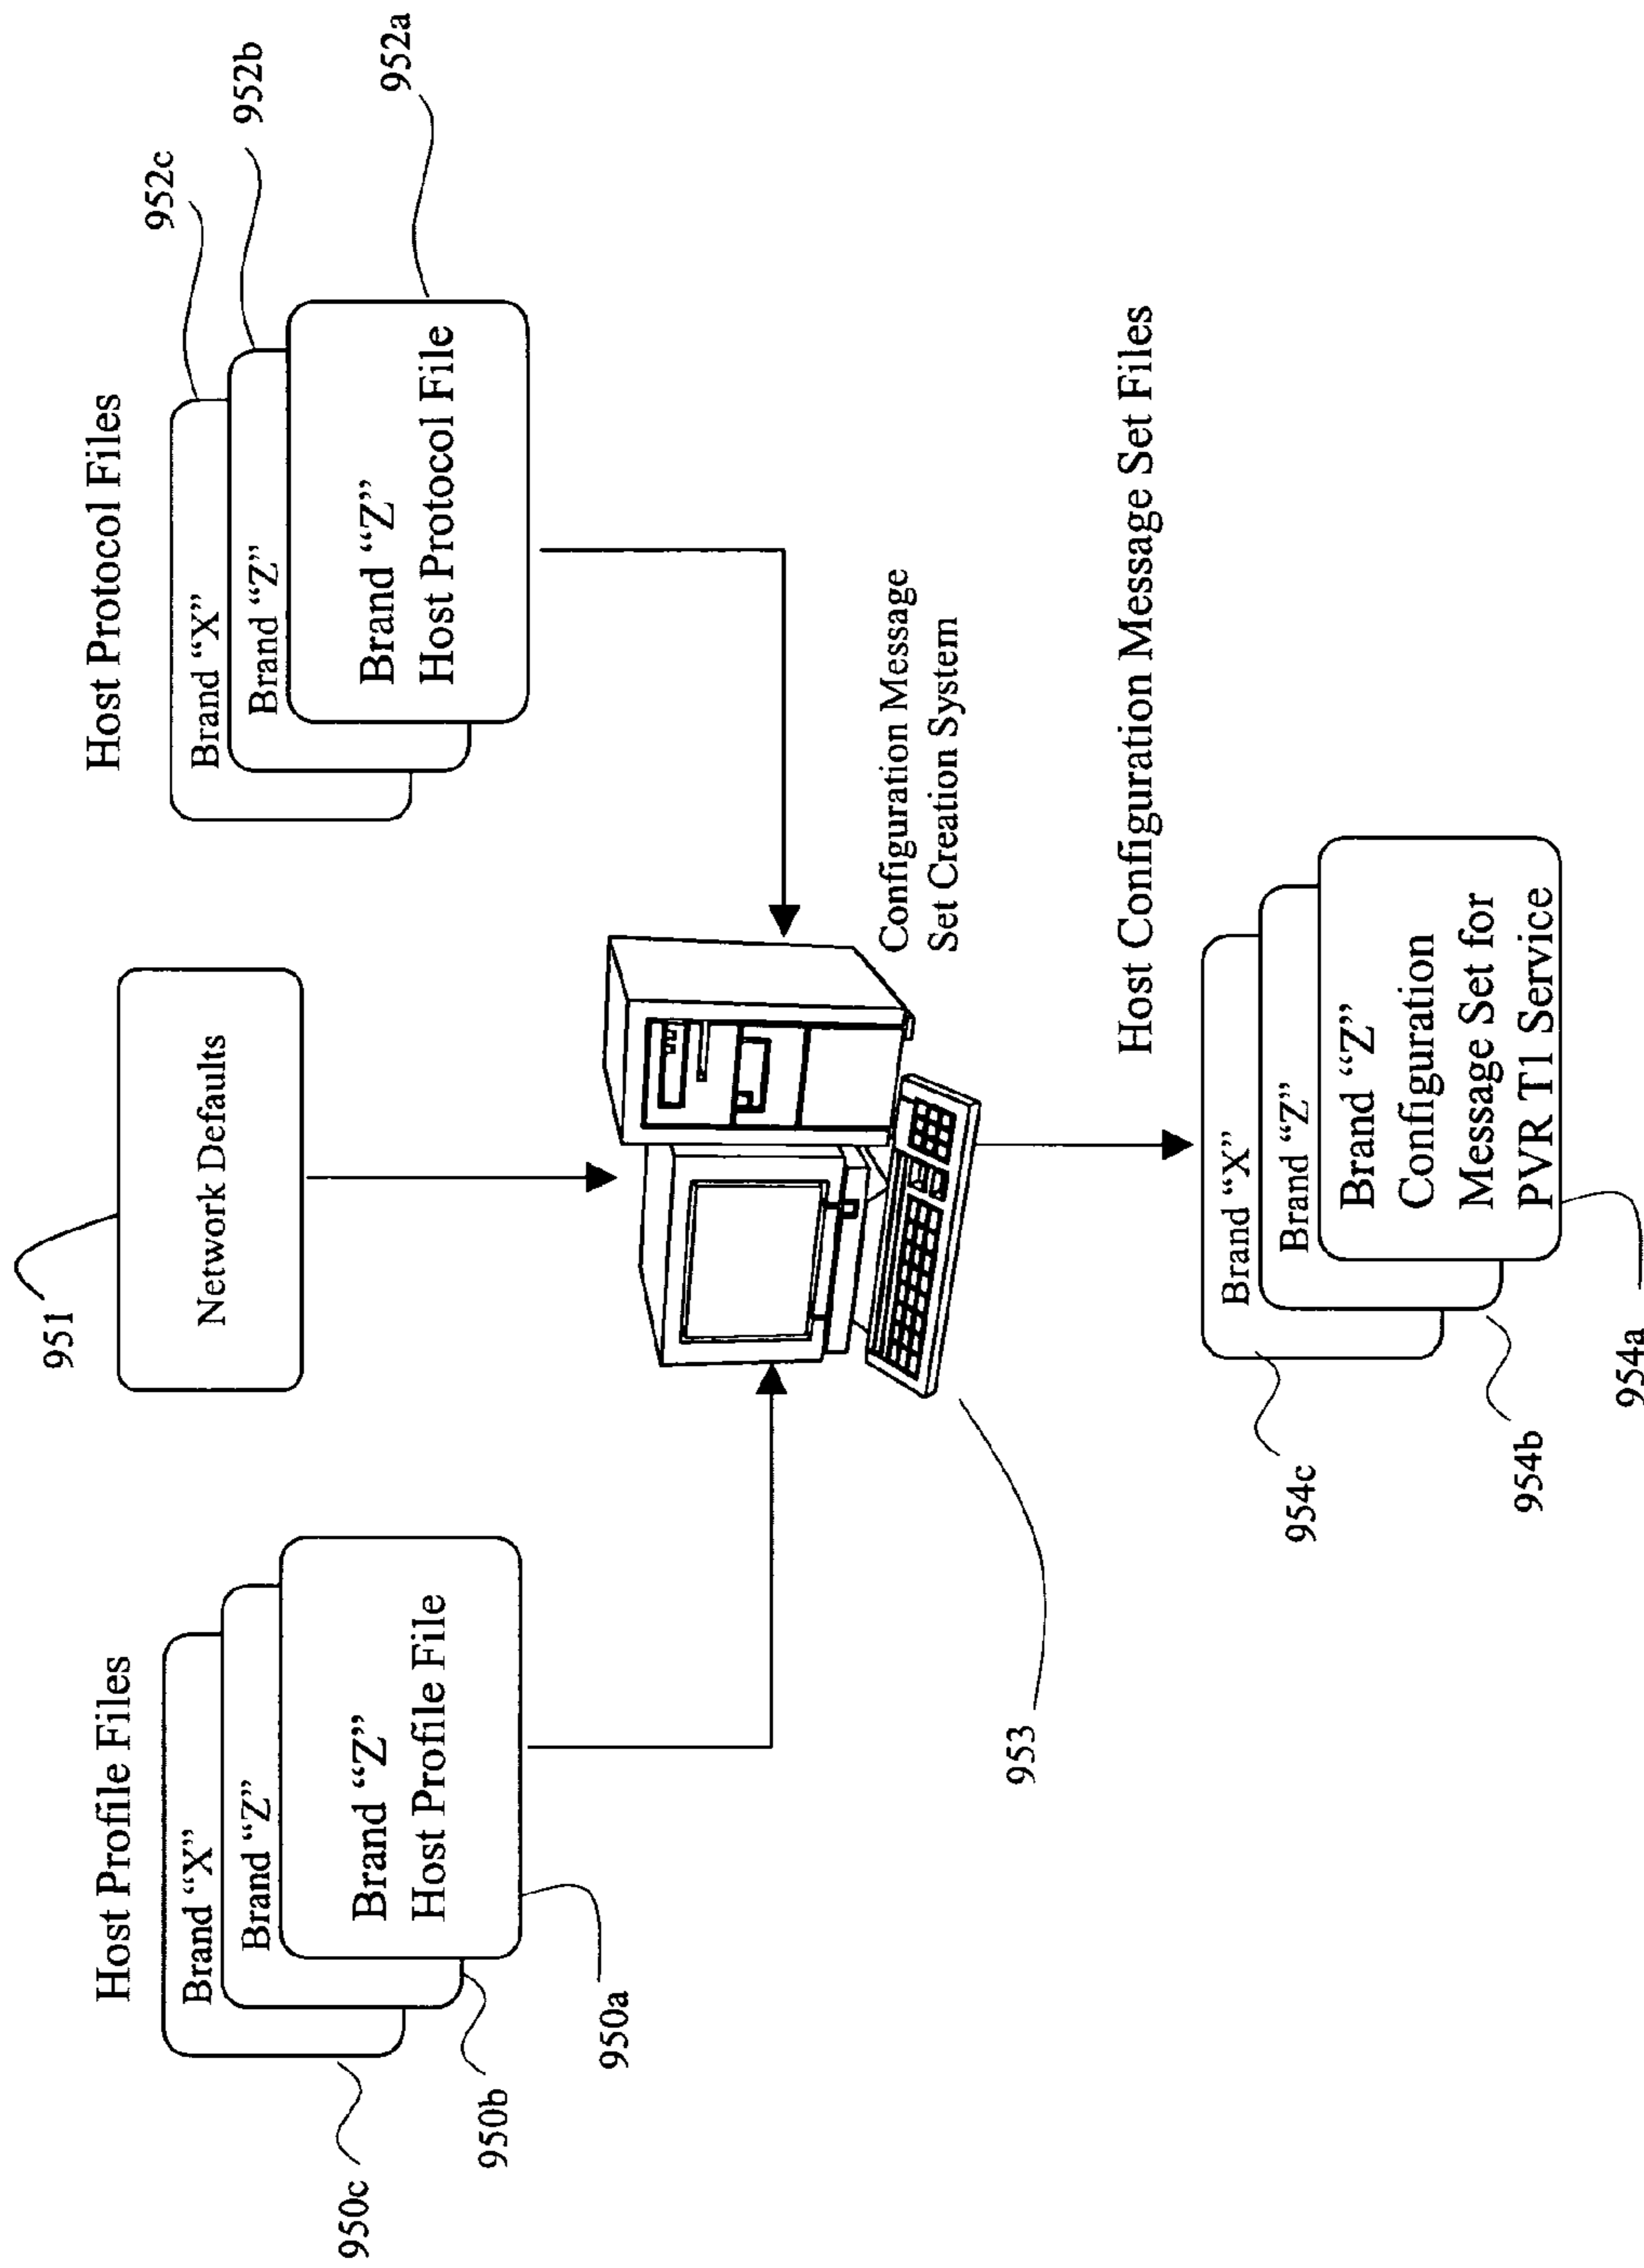 951
Network Defaults
Host Profile Files
Brand “X”
Brand “Z”
Brand “Z”
Host Profile File
950c
950b
950a
Host Protocol Files
Brand “X”
Brand “Z”
Brand “Z”
Host Protocol File
952c
952b
952a
Configuration Message
Set Creation System
953
Host Configuration Message Set Files
Brand “X”
Brand “Z”
Brand “Z”
Configuration
Message Set for
PVR T1 Service
954c
954b
954a